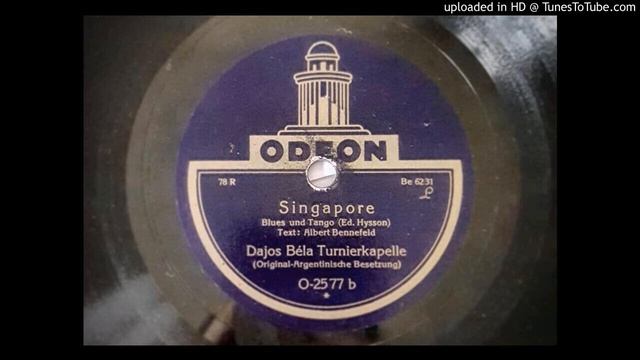 uploaded in HD @ TunesToTube.com
ODEON
78 R
Be 6231
Singapore
Blues und Tango (Ed. Hysson)
Text: Albert Bennefeld
Dajos Béla Turnierkapelle
(Original-Argentinische Besetzung)
O-2577 b